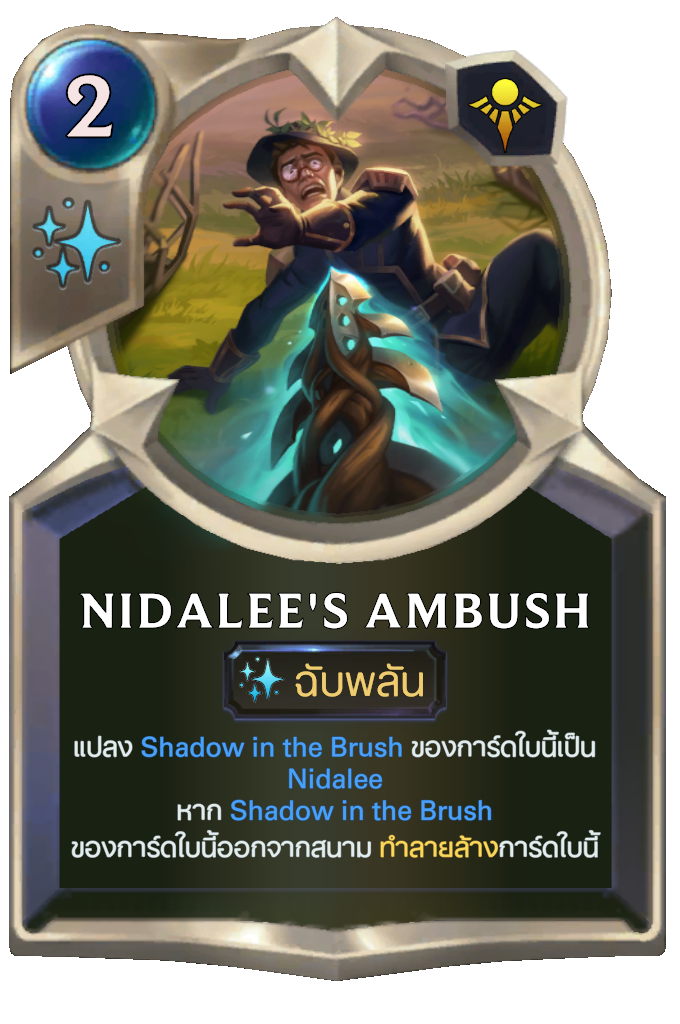 2
NIDALEE'S AMBUSH
ฉับพลัน
แปลง Shadow in the Brush ของการ์ดใบนี้เป็น
Nidalee
หาก Shadow in the Brush
ของการ์ดใบนี้ออกจากสนาม ทำลายล้างการ์ดใบนี้